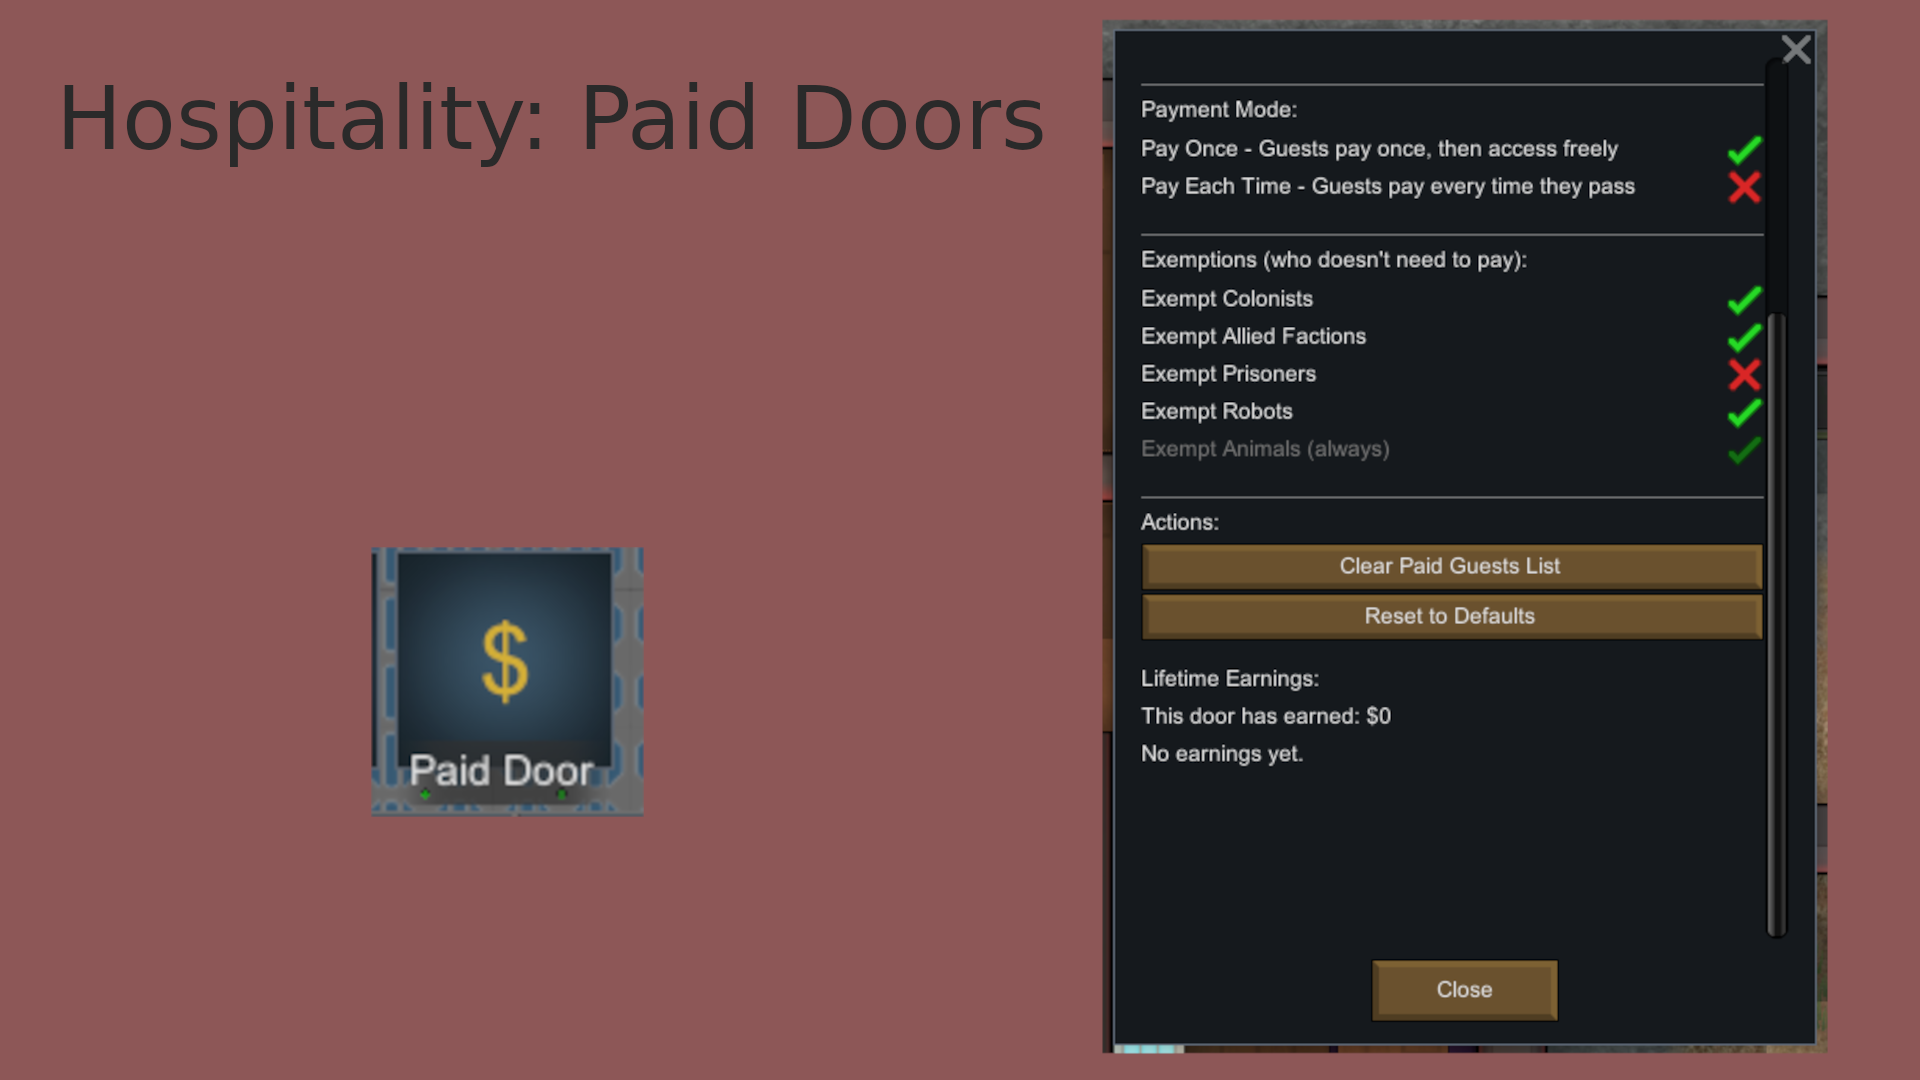 Hospitality: Paid Doors
$
Paid Door
Payment Mode:
Pay Once - Guests pay once, then access freely
Pay Each Time - Guests pay every time they pass
Exemptions (who doesn't need to pay):
Exempt Colonists
Exempt Allied Factions
Exempt Prisoners
Exempt Robots
Exempt Animals (always)
Actions:
Clear Paid Guests List
Reset to Defaults
Lifetime Earnings:
This door has earned: $0
No earnings yet.
Close